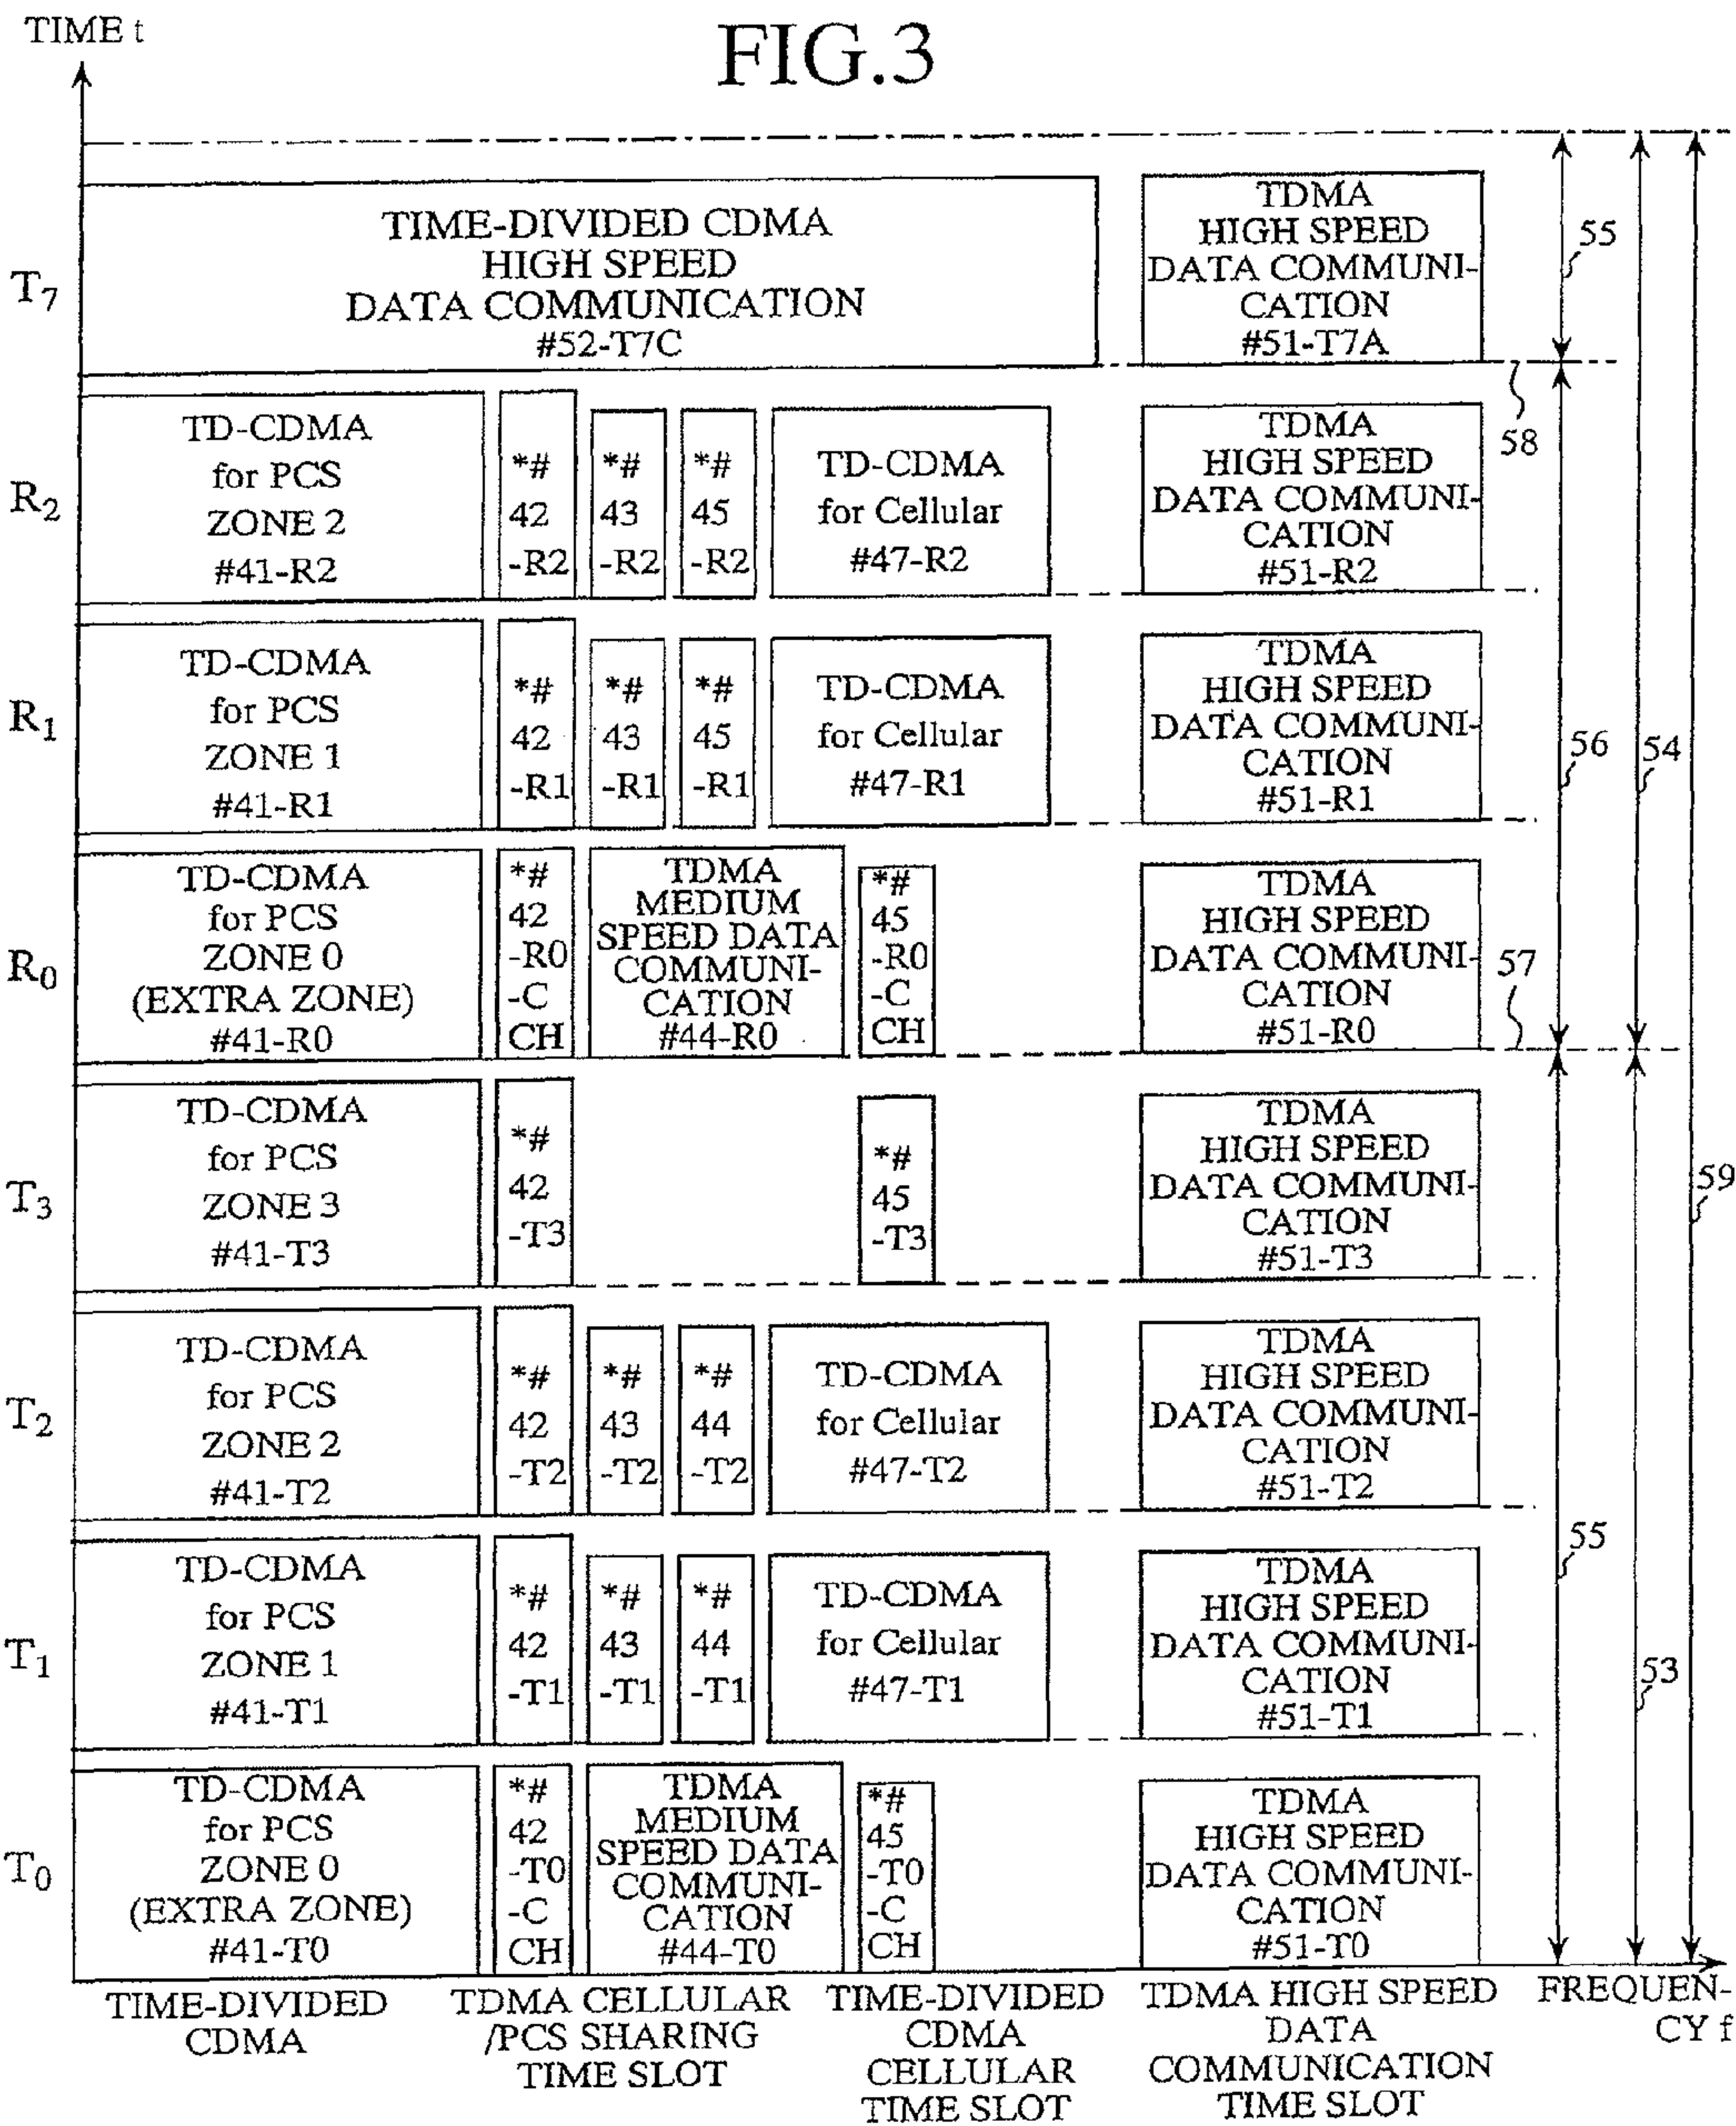 FIG.3
TIME t
T7
TIME-DIVIDED CDMA
HIGH SPEED
DATA COMMUNICATION
#52-T7C
TDMA
HIGH SPEED
DATA COMMUNI-
CATION
#51-T7A
55
58
R2
TD-CDMA
for PCS
ZONE 2
#41-R2
*#
42
-R2
*#
43
-R2
*#
45
-R2
TD-CDMA
for Cellular
#47-R2
TDMA
HIGH SPEED
DATA COMMUNI-
CATION
#51-R2
R1
TD-CDMA
for PCS
ZONE 1
#41-R1
*#
42
-R1
*#
43
-R1
*#
45
-R1
TD-CDMA
for Cellular
#47-R1
TDMA
HIGH SPEED
DATA COMMUNI-
CATION
#51-R1
56
54
R0
TD-CDMA
for PCS
ZONE 0
(EXTRA ZONE)
#41-R0
*#
42
-R0
-C
CH
TDMA
MEDIUM
SPEED DATA
COMMUNI-
CATION
#44-R0
*#
45
-R0
-C
CH
TDMA
HIGH SPEED
DATA COMMUNI-
CATION
#51-R0
57
T3
TD-CDMA
for PCS
ZONE 3
#41-T3
*#
42
-T3
*#
45
-T3
TDMA
HIGH SPEED
DATA COMMUNI-
CATION
#51-T3
59
T2
TD-CDMA
for PCS
ZONE 2
#41-T2
*#
42
-T2
*#
43
-T2
*#
44
-T2
TD-CDMA
for Cellular
#47-T2
TDMA
HIGH SPEED
DATA COMMUNI-
CATION
#51-T2
55
T1
TD-CDMA
for PCS
ZONE 1
#41-T1
*#
42
-T1
*#
43
-T1
*#
44
-T1
TD-CDMA
for Cellular
#47-T1
TDMA
HIGH SPEED
DATA COMMUNI-
CATION
#51-T1
53
T0
TD-CDMA
for PCS
ZONE 0
(EXTRA ZONE)
#41-T0
*#
42
-T0
-C
CH
TDMA
MEDIUM
SPEED DATA
COMMUNI-
CATION
#44-T0
*#
45
-T0
-C
CH
TDMA
HIGH SPEED
DATA COMMUNI-
CATION
#51-T0
TIME-DIVIDED
CDMA
TDMA CELLULAR
/PCS SHARING
TIME SLOT
TIME-DIVIDED
CDMA
CELLULAR
TIME SLOT
TDMA HIGH SPEED
DATA
COMMUNICATION
TIME SLOT
FREQUEN-
CY f